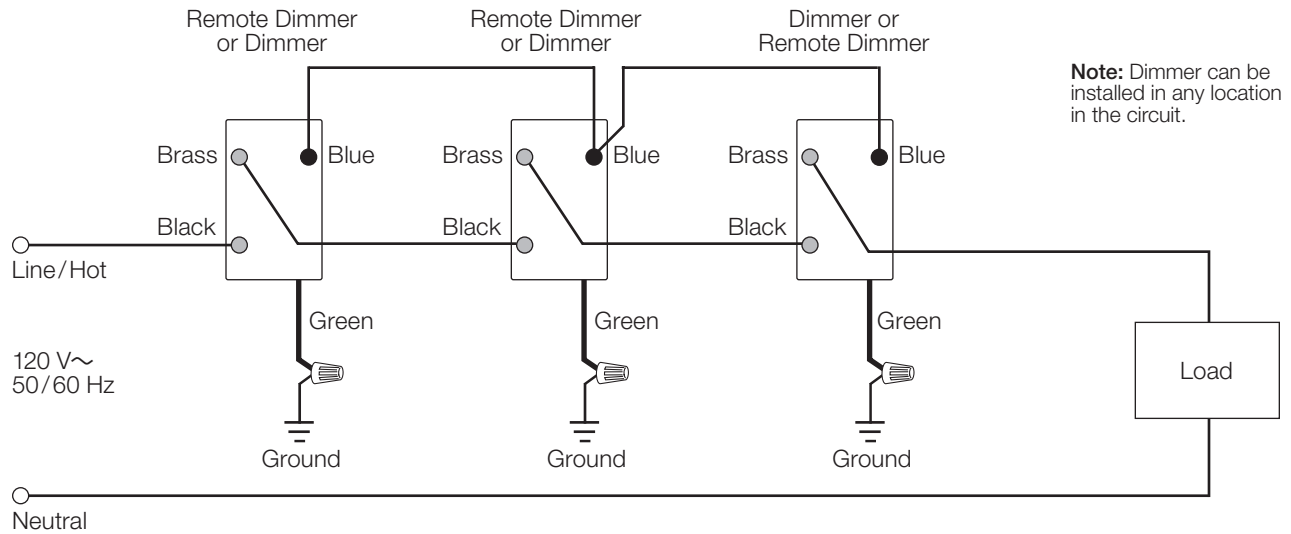 Remote Dimmer
or Dimmer
Remote Dimmer
or Dimmer
Dimmer or
Remote Dimmer
Note: Dimmer can be
installed in any location
in the circuit.
Brass
Blue
Brass
Blue
Brass
Blue
Black
Black
Black
Line/Hot
Green
Green
Green
120 V~
50/60 Hz
Load
Ground
Ground
Ground
Neutral